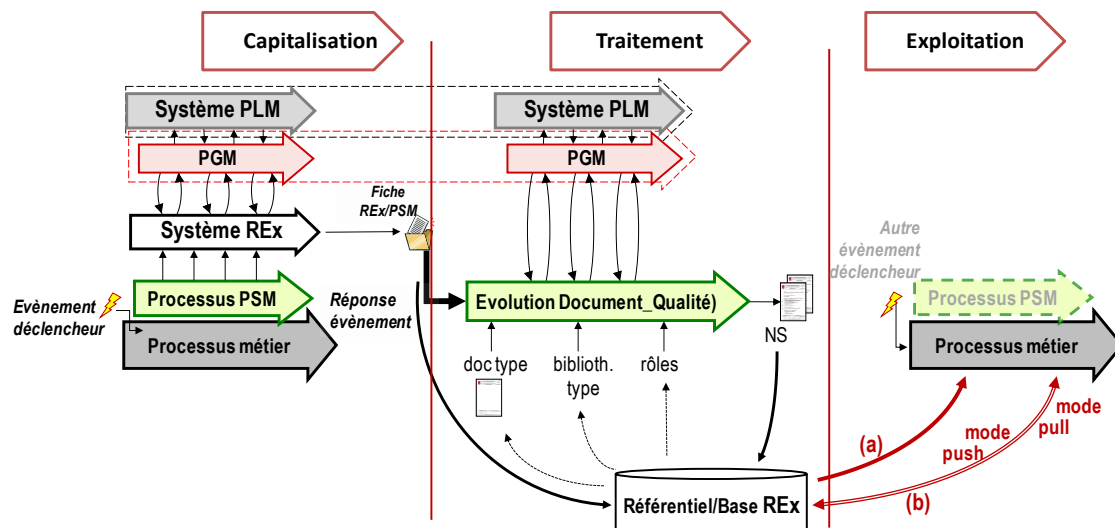 Capitalisation
Traitement
Exploitation
Système PLM
Système PLM
PGM
PGM
Fiche
REx/PSM
Système REx
Autre
évènement
déclencheur
Processus PSM
Evolution Document_Qualité)
Processus PSM
Evènement
déclencheur
Réponse
évènement
Processus métier
NS
Processus métier
doc type
biblioth.
type
rôles
(a)
mode
push
mode
pull
(b)
Référentiel/Base REx